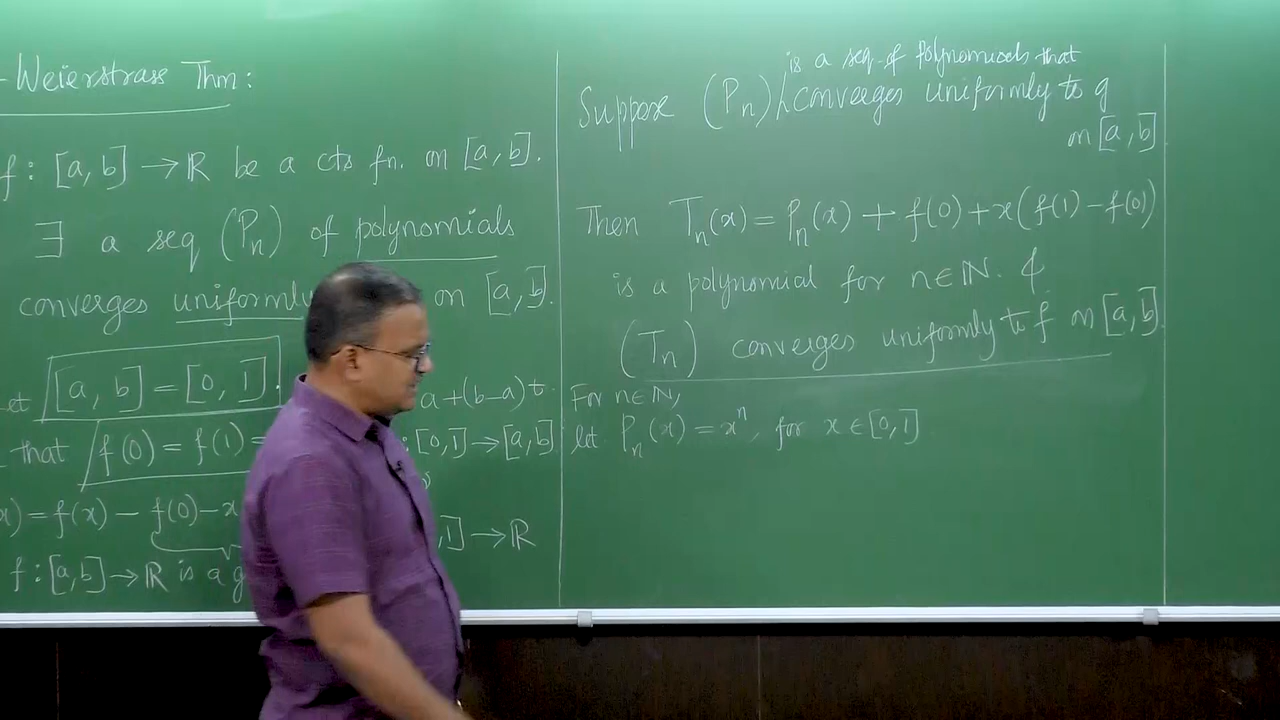 - Weierstrass Thm:
f : [a, b] → ℝ be a cts fn. on [a, b].
∃ a seq (Pₙ) of polynomials
converges uniformly on [a, b].
et [a, b] = [0, 1].
that f(0) = f(1) =
x) = f(x) − f(0) − x
f : [a, b] → ℝ is a g
a + (b−a)t
: [0, 1] → [a, b]
, 1] → ℝ
is a seq. of polynomials that
Suppose (Pₙ) converges uniformly to g
on [a, b]
Then Tₙ(x) = Pₙ(x) + f(0) + x(f(1) − f(0))
is a polynomial for n ∈ ℕ. &
(Tₙ) converges uniformly to f on [a, b].
For n ∈ ℕ,
let Pₙ(x) = xⁿ, for x ∈ [0, 1]